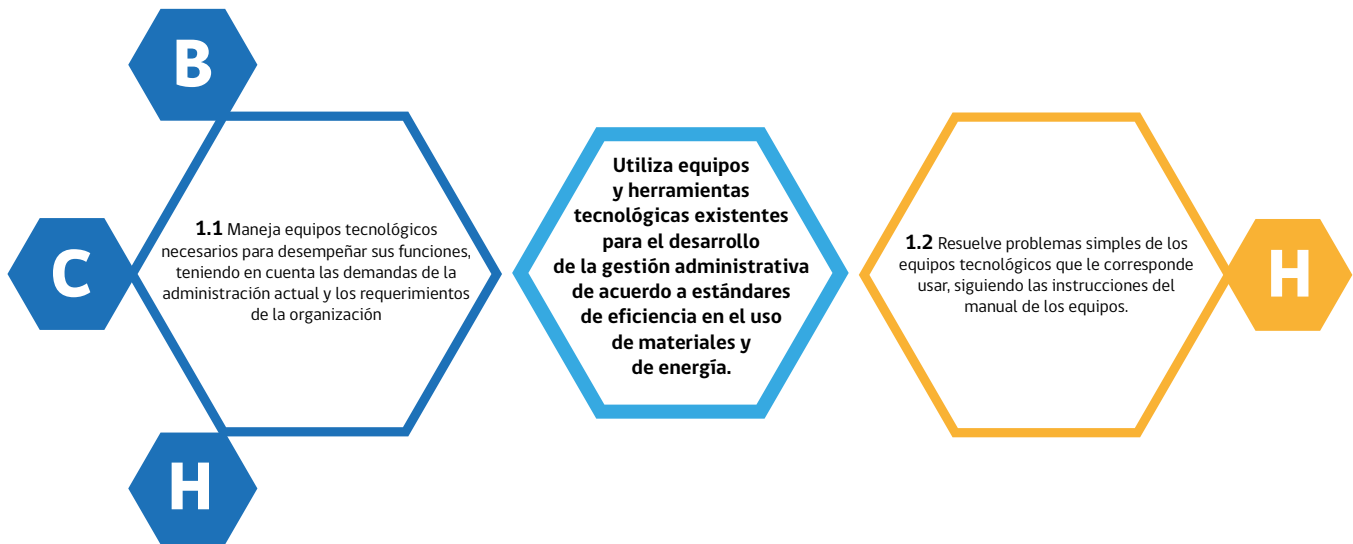 B
C
H
1.1 Maneja equipos tecnológicos
necesarios para desempeñar sus funciones,
teniendo en cuenta las demandas de la
administración actual y los requerimientos
de la organización
Utiliza equipos
y herramientas
tecnológicas existentes
para el desarrollo
de la gestión administrativa
de acuerdo a estándares
de eficiencia en el uso
de materiales y
de energía.
1.2 Resuelve problemas simples de los
equipos tecnológicos que le corresponde
usar, siguiendo las instrucciones del
manual de los equipos.
H